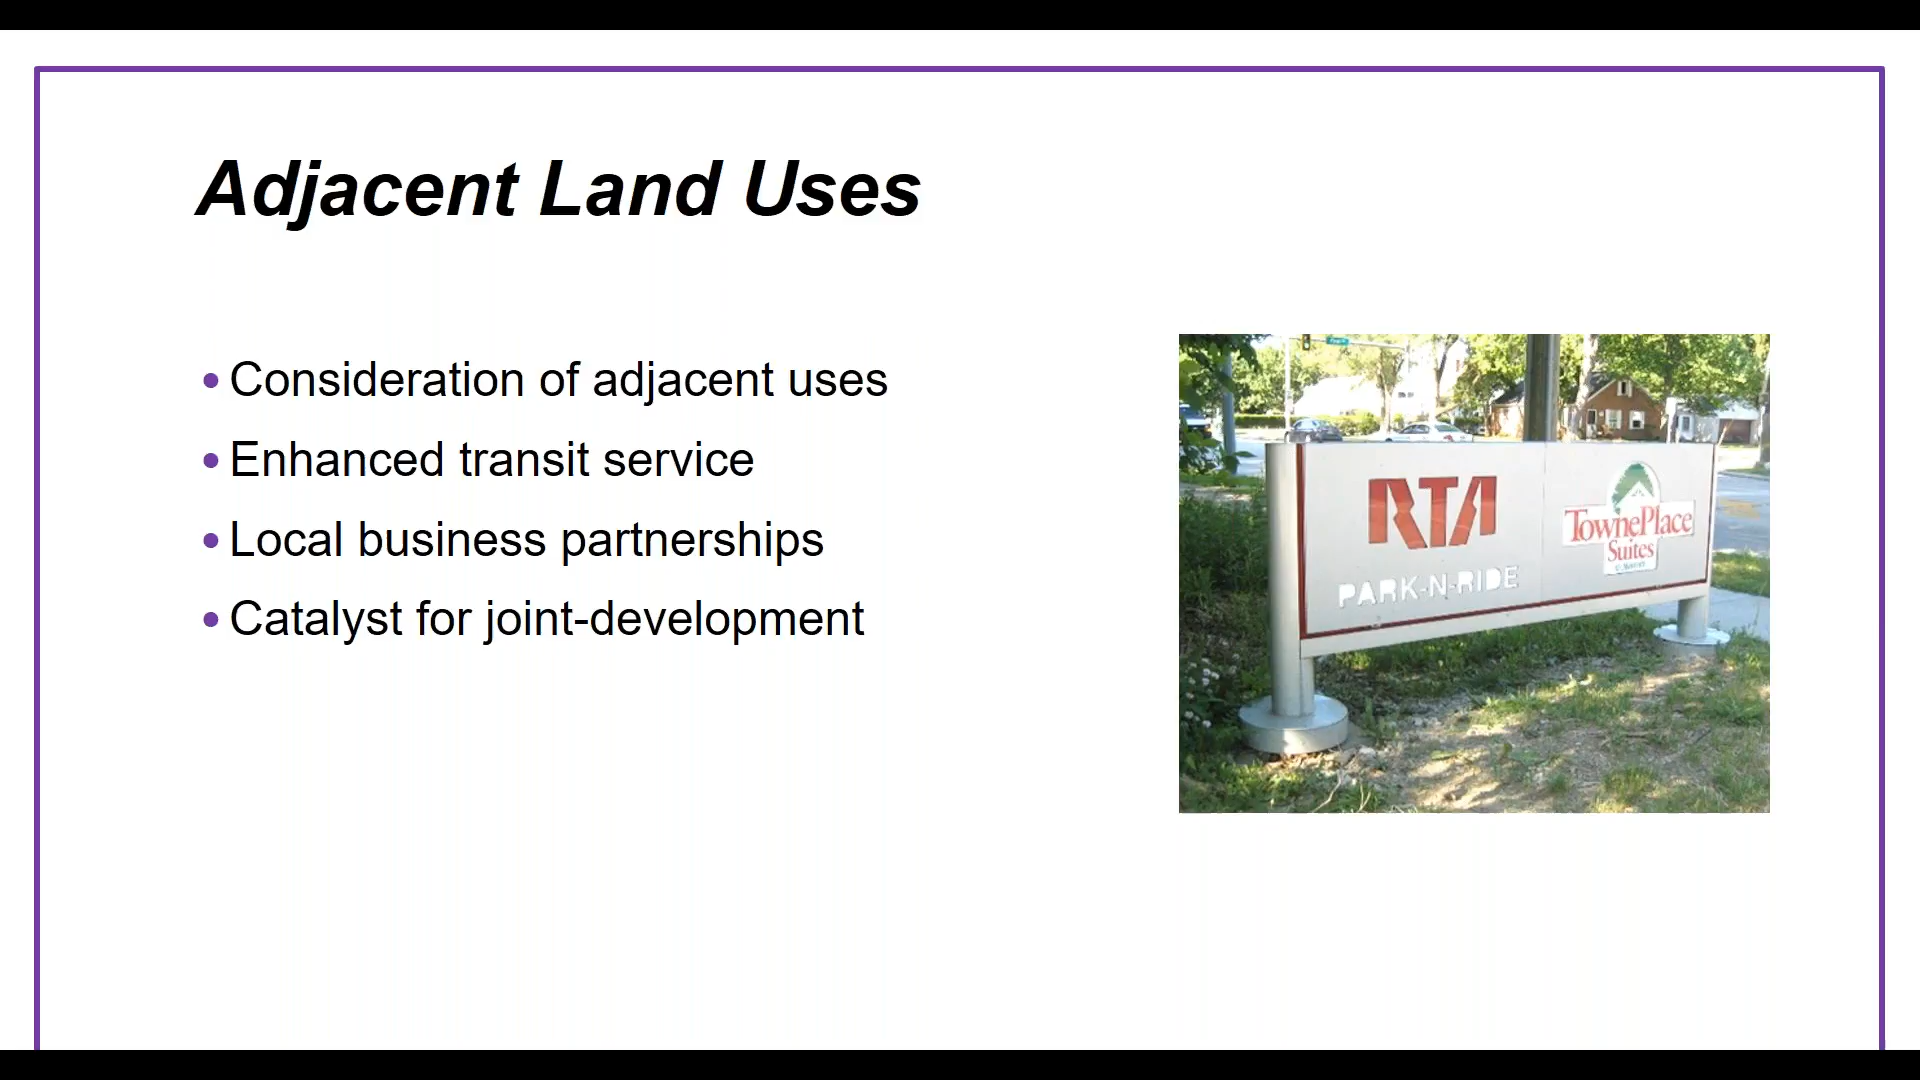 Adjacent Land Uses
• Consideration of adjacent uses
• Enhanced transit service
• Local business partnerships
• Catalyst for joint-development
RTA
PARK-N-RIDE
TownePlace
Suites